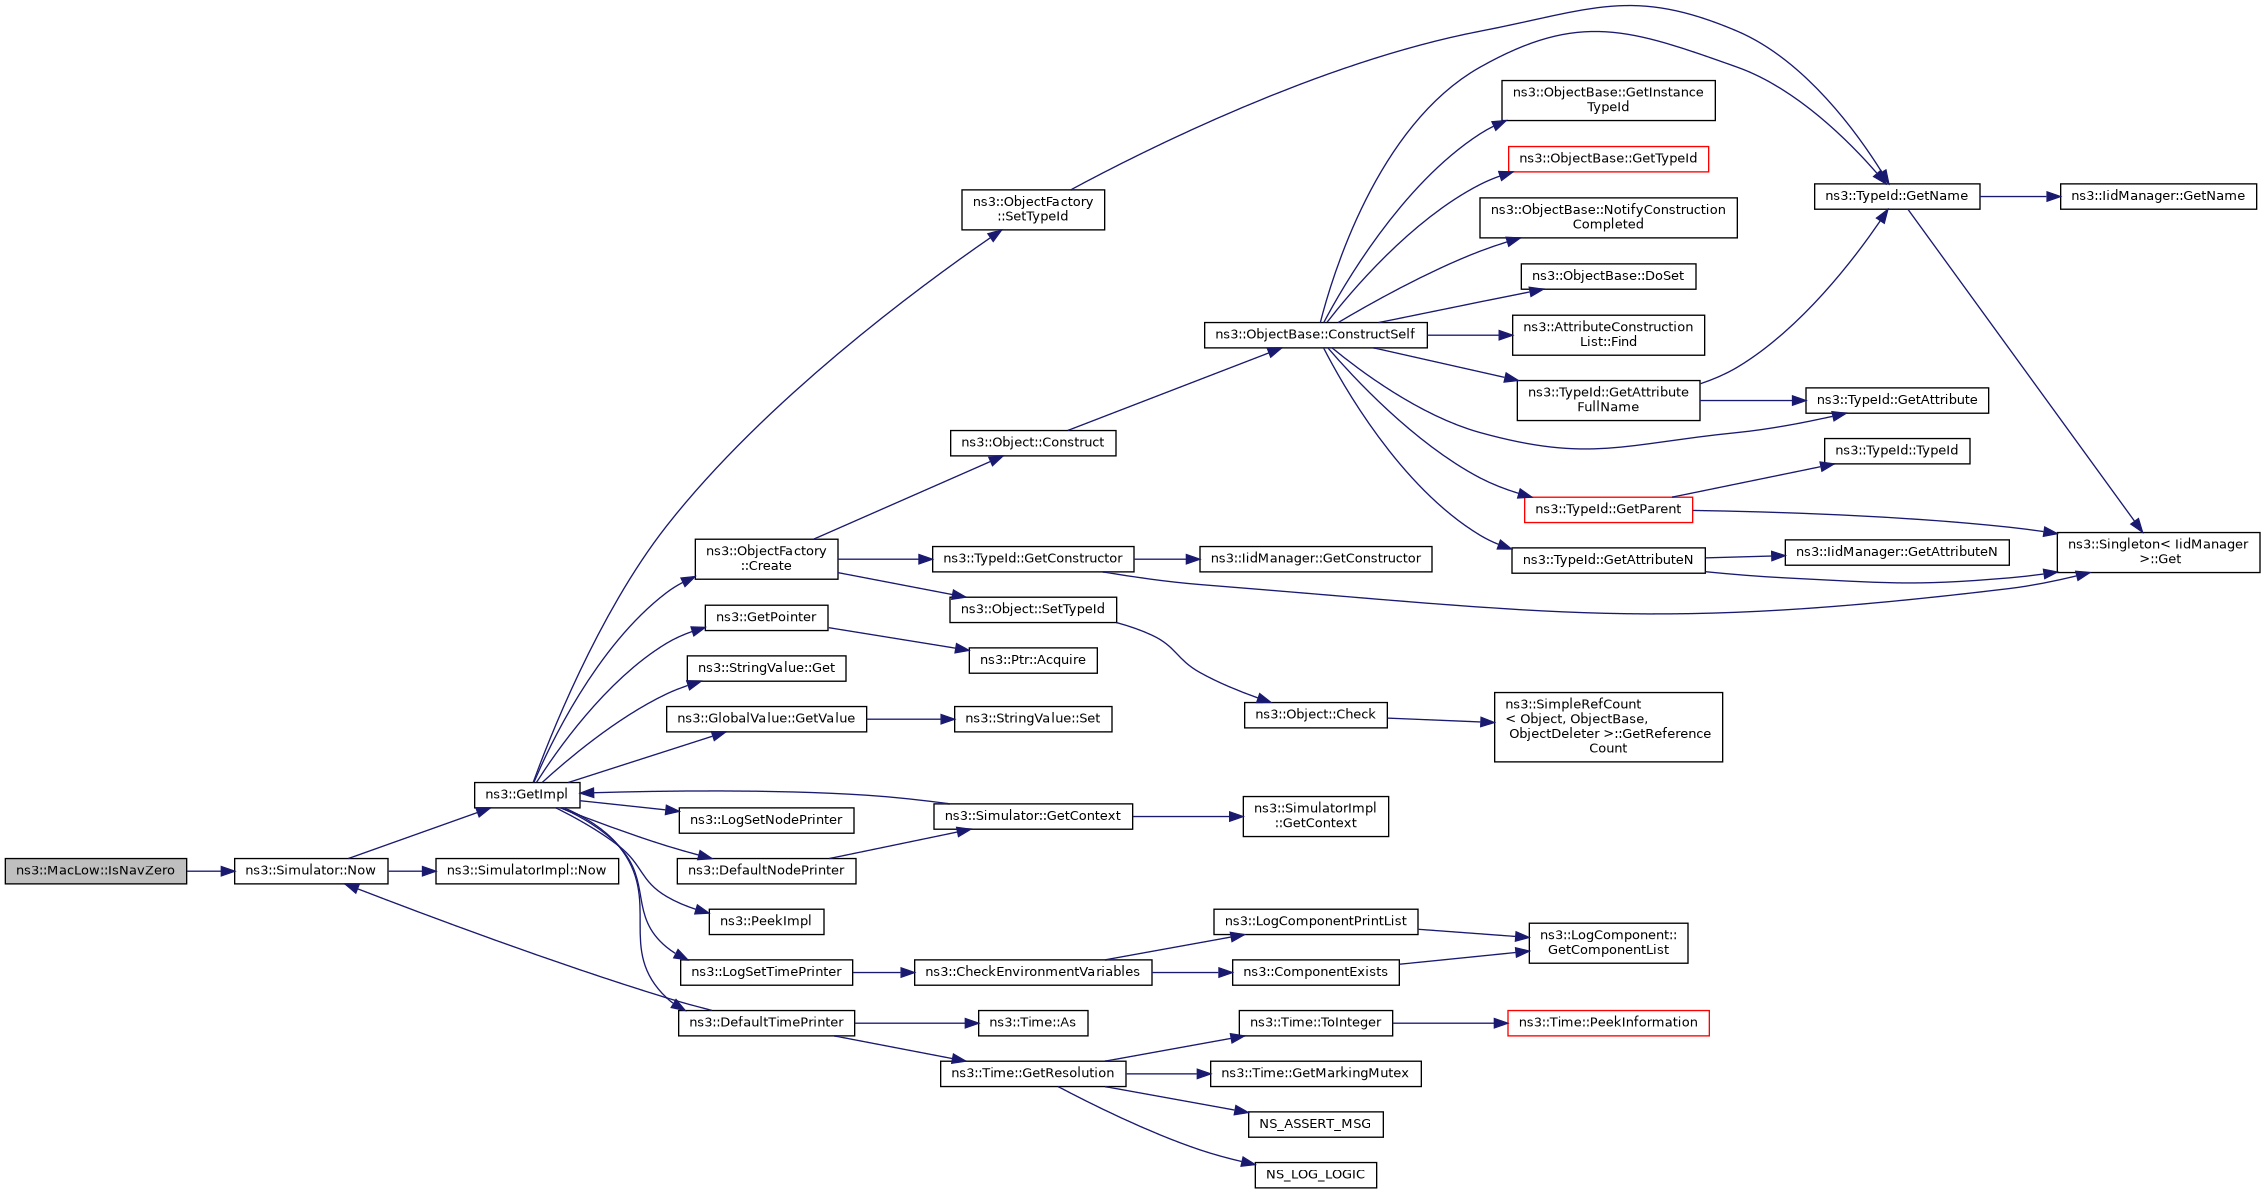 ns3::MacLow::IsNavZero
ns3::Simulator::Now
ns3::GetImpl
ns3::SimulatorImpl::Now
ns3::ObjectFactory
::SetTypeId
ns3::ObjectFactory
::Create
ns3::GetPointer
ns3::StringValue::Get
ns3::GlobalValue::GetValue
ns3::LogSetNodePrinter
ns3::DefaultNodePrinter
ns3::PeekImpl
ns3::LogSetTimePrinter
ns3::DefaultTimePrinter
ns3::Object::Construct
ns3::TypeId::GetConstructor
ns3::Object::SetTypeId
ns3::Ptr::Acquire
ns3::StringValue::Set
ns3::Simulator::GetContext
ns3::CheckEnvironmentVariables
ns3::Time::As
ns3::Time::GetResolution
ns3::ObjectBase::ConstructSelf
ns3::IidManager::GetConstructor
ns3::Object::Check
ns3::SimulatorImpl
::GetContext
ns3::LogComponentPrintList
ns3::ComponentExists
ns3::Time::ToInteger
ns3::Time::GetMarkingMutex
NS_ASSERT_MSG
NS_LOG_LOGIC
ns3::ObjectBase::GetInstance
TypeId
ns3::ObjectBase::GetTypeId
ns3::ObjectBase::NotifyConstruction
Completed
ns3::ObjectBase::DoSet
ns3::AttributeConstruction
List::Find
ns3::TypeId::GetAttribute
FullName
ns3::TypeId::GetParent
ns3::TypeId::GetAttributeN
ns3::SimpleRefCount
< Object, ObjectBase,
ObjectDeleter >::GetReference
Count
ns3::LogComponent::
GetComponentList
ns3::Time::PeekInformation
ns3::TypeId::GetName
ns3::TypeId::GetAttribute
ns3::TypeId::TypeId
ns3::IidManager::GetAttributeN
ns3::IidManager::GetName
ns3::Singleton< IidManager
>::Get